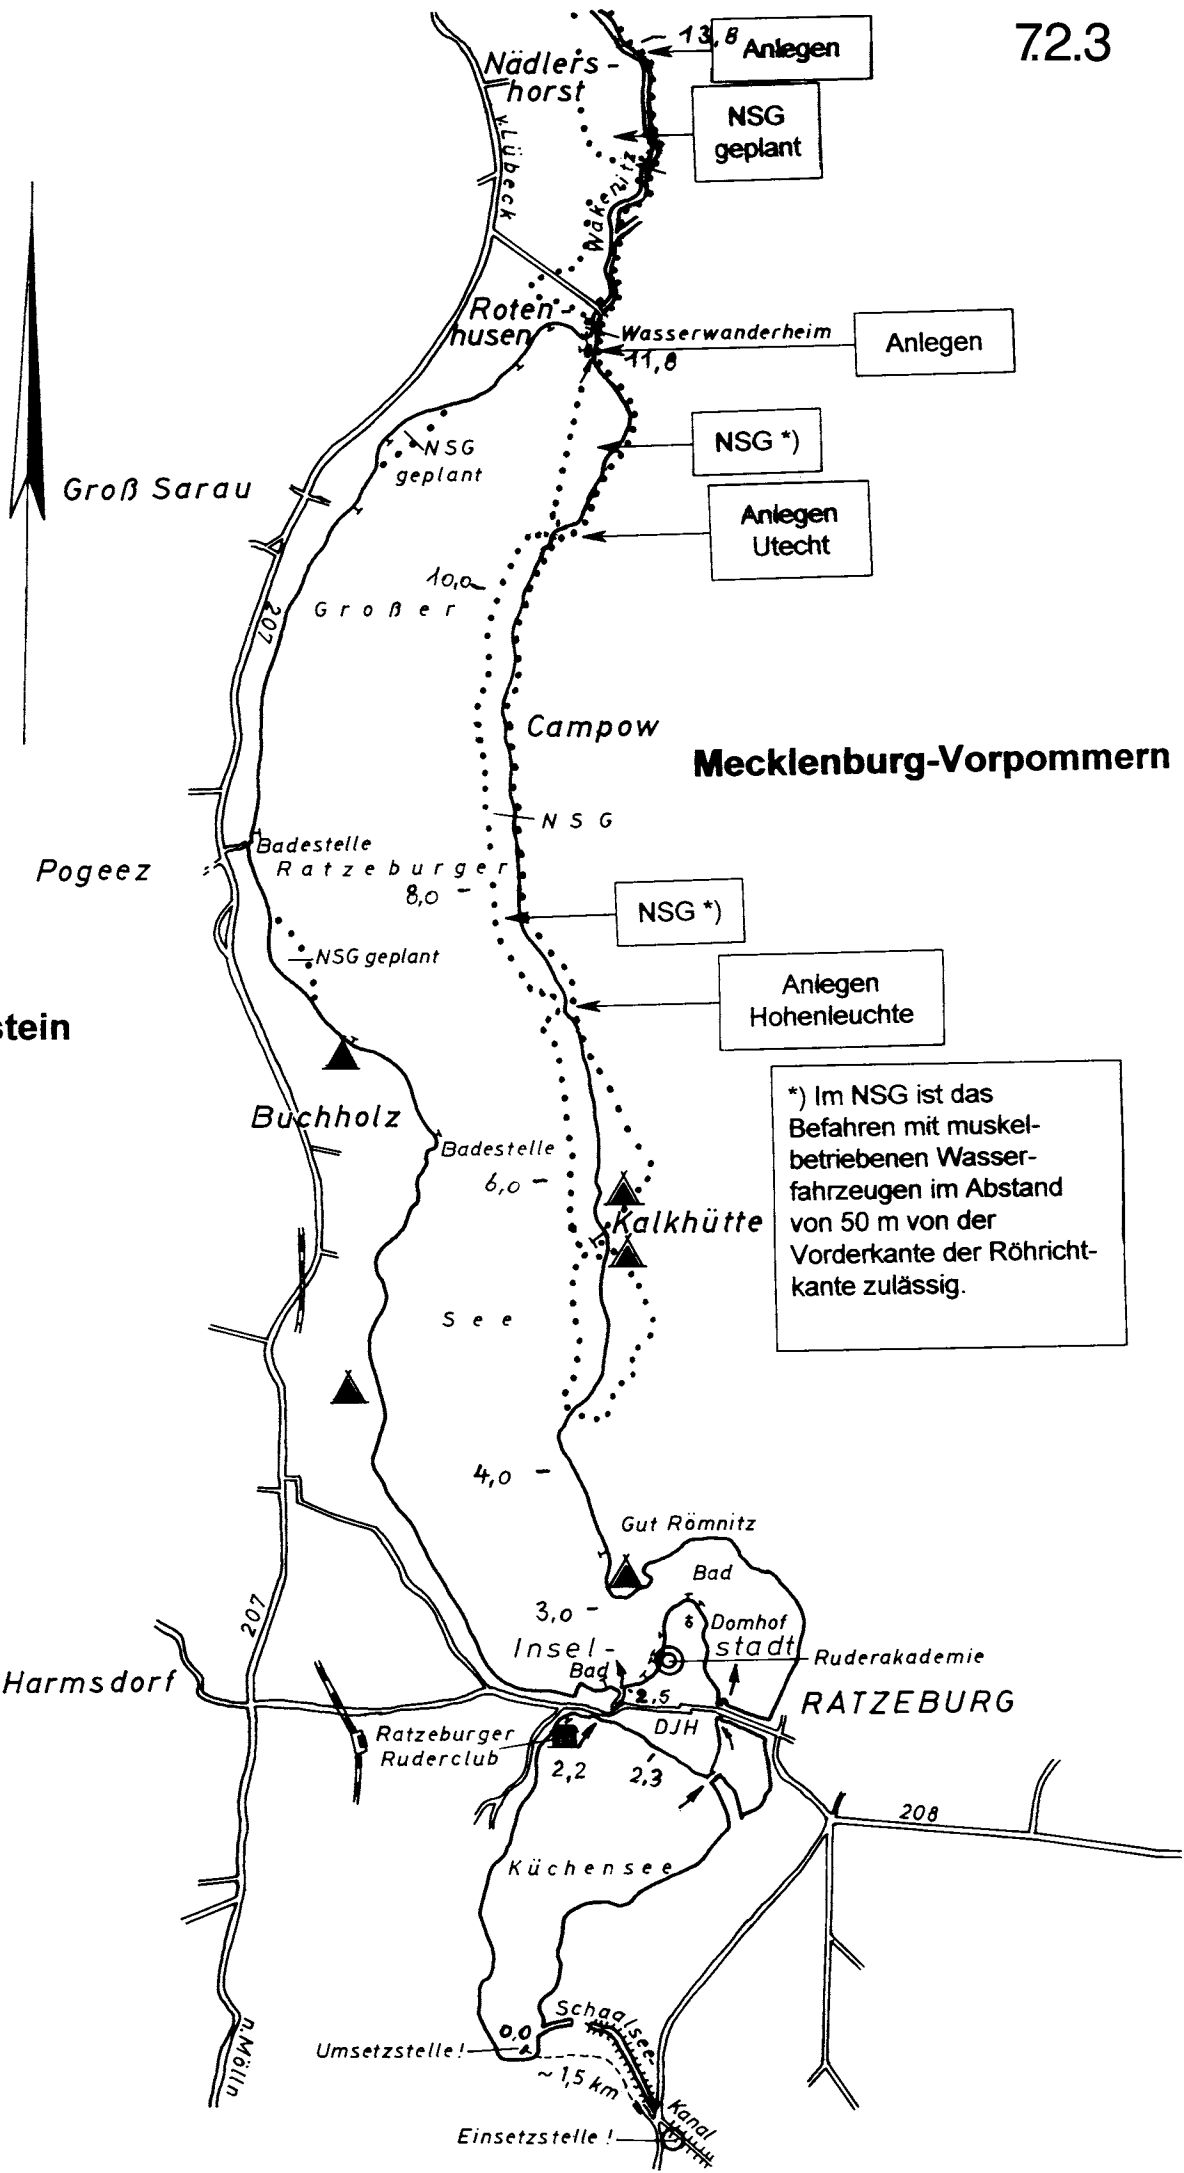 7.2.3
13,8
Anlegen
Nädlers-
horst
NSG
geplant
v. Lübeck
Wakenitz
Roten-
husen
Wasserwanderheim
Anlegen
11,8
NSG
geplant
NSG *)
Groß Sarau
Anlegen
Utecht
10,0
Großer
207
Campow
Mecklenburg-Vorpommern
NSG
Badestelle
Pogeez
Ratzeburger
8,0
NSG *)
NSG geplant
Anlegen
Hohenleuchte
stein
*) Im NSG ist das
Befahren mit muskel-
betriebenen Wasser-
fahrzeugen im Abstand
von 50 m von der
Vorderkante der Röhricht-
kante zulässig.
Buchholz
Badestelle
6,0
Kalkhütte
See
4,0
Gut Römnitz
Bad
3,0
Domhof
Insel-
stadt
Ruderakademie
207
Bad
Harmsdorf
2,5
RATZEBURG
DJH
Ratzeburger
Ruderclub
2,2
2,3
208
Küchensee
Schaalsee-
0,0
Umsetzstelle!
n. Mölln
~ 1,5 km
Kanal
Einsetzstelle!